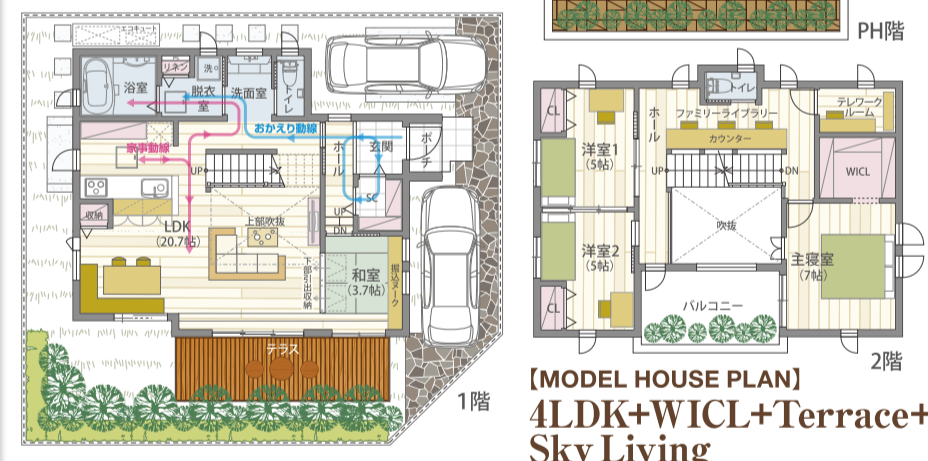 エコキュート
浴室
リネン
洗
脱衣室
洗面室
トイレ
おかえり動線
家事動線
ホール
玄関
ポーチ
UP
SC
UP
DN
収納
LDK
(20.7帖)
上部吹抜
下部引出収納
和室
(3.7帖)
掘込ヌーク
テラス
1階
PH階
CL
洋室1
(5帖)
ホール
トイレ
ファミリーライブラリー
カウンター
テレワークルーム
UP
DN
WICL
吹抜
洋室2
(5帖)
主寝室
(7帖)
CL
バルコニー
2階
【MODEL HOUSE PLAN】
4LDK+WICL+Terrace+
Sky Living